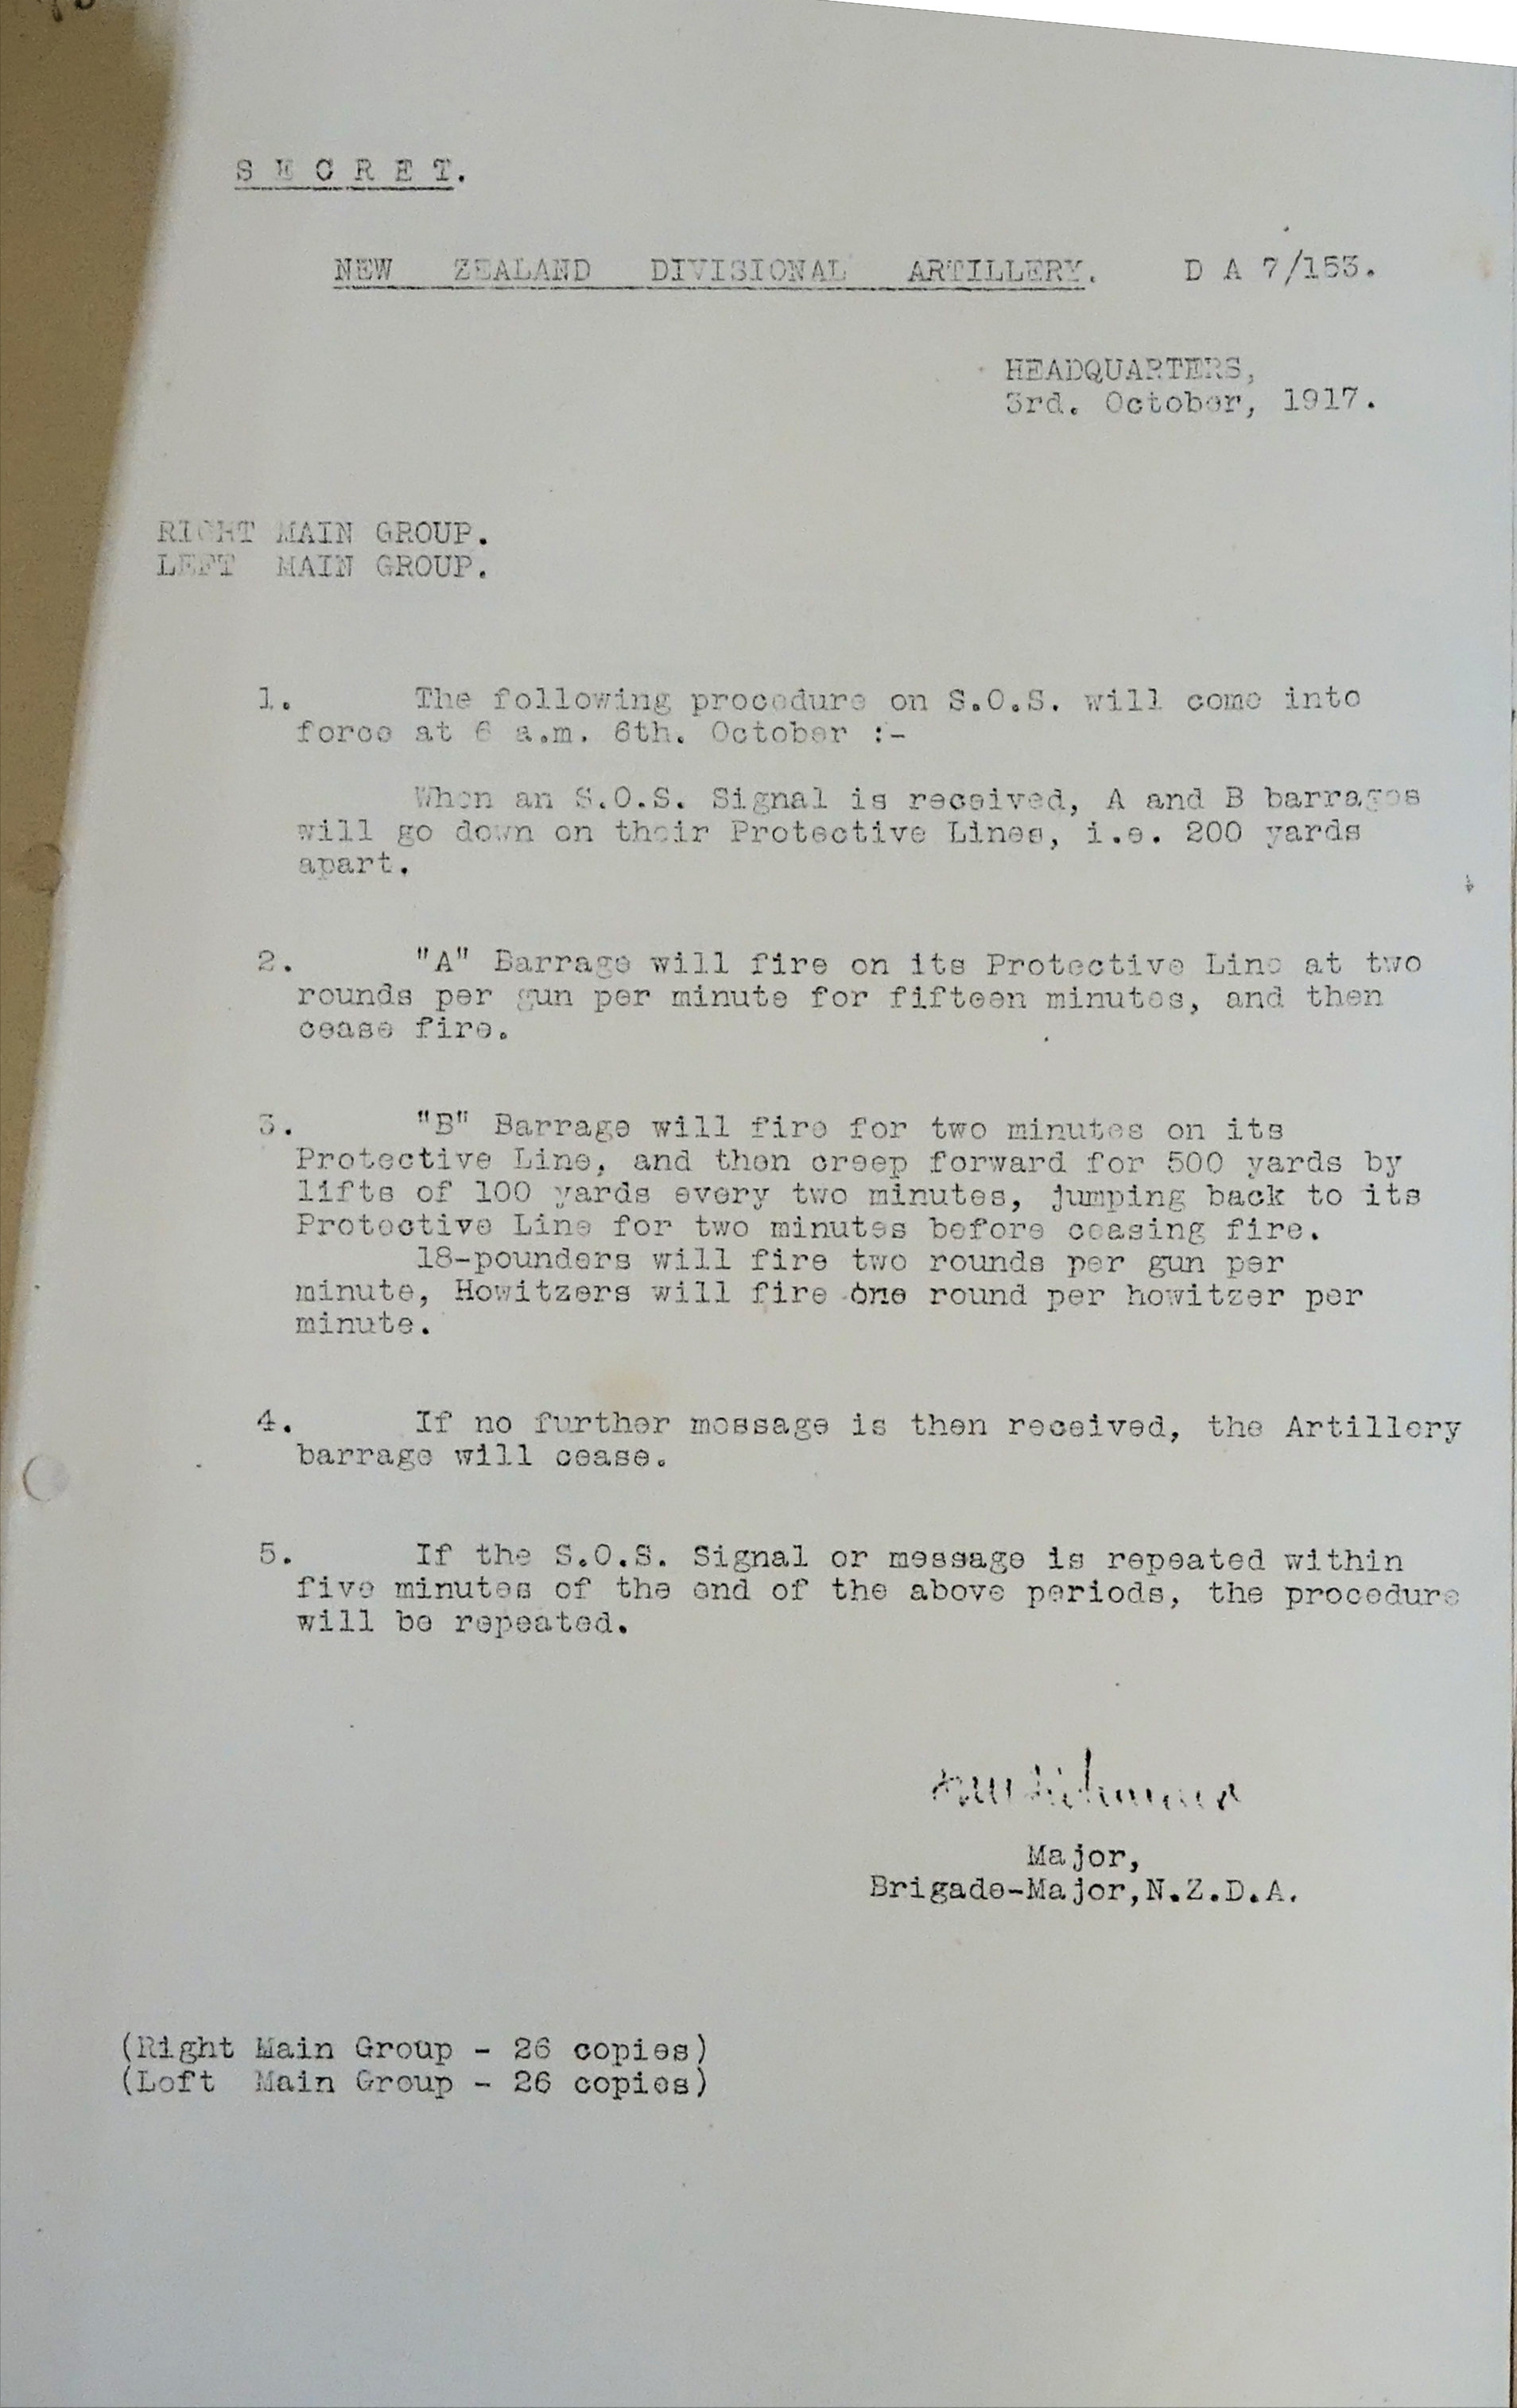 S E C R E T.
NEW ZEALAND DIVISIONAL ARTILLERY. D A 7/153.
HEADQUARTERS,
3rd. October, 1917.
RIGHT MAIN GROUP.
LEFT MAIN GROUP.
1. The following procedure on S.O.S. will come into
force at 6 a.m. 6th. October :-
When an S.O.S. Signal is received, A and B barrages
will go down on their Protective Lines, i.e. 200 yards
apart.
2. "A" Barrage will fire on its Protective Line at two
rounds per gun per minute for fifteen minutes, and then
cease fire.
3. "B" Barrage will fire for two minutes on its
Protective Line, and then creep forward for 500 yards by
lifts of 100 yards every two minutes, jumping back to its
Protective Line for two minutes before ceasing fire.
18-pounders will fire two rounds per gun per
minute, Howitzers will fire one round per howitzer per
minute.
4. If no further message is then received, the Artillery
barrage will cease.
5. If the S.O.S. Signal or message is repeated within
five minutes of the end of the above periods, the procedure
will be repeated.
Major,
Brigade-Major,N.Z.D.A.
(Right Main Group - 26 copies)
(Left Main Group - 26 copies)